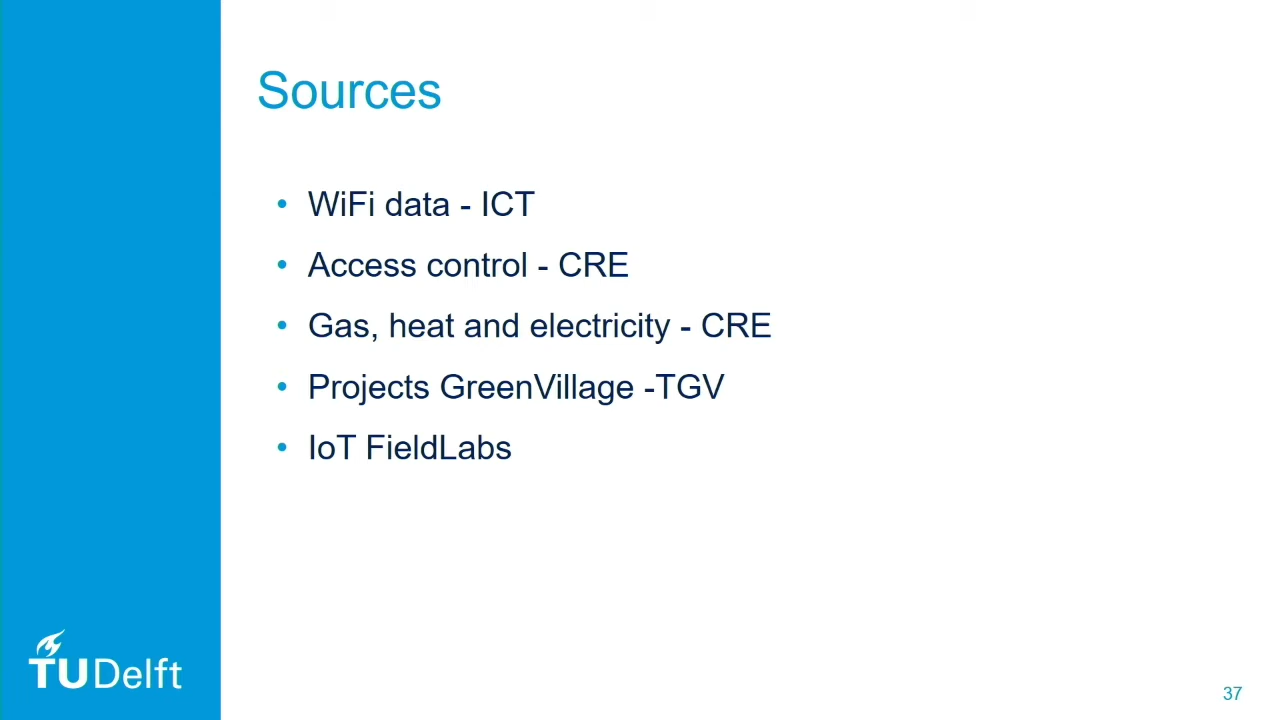 Sources
• WiFi data - ICT
• Access control - CRE
• Gas, heat and electricity - CRE
• Projects GreenVillage -TGV
• IoT FieldLabs
TUDelft
37